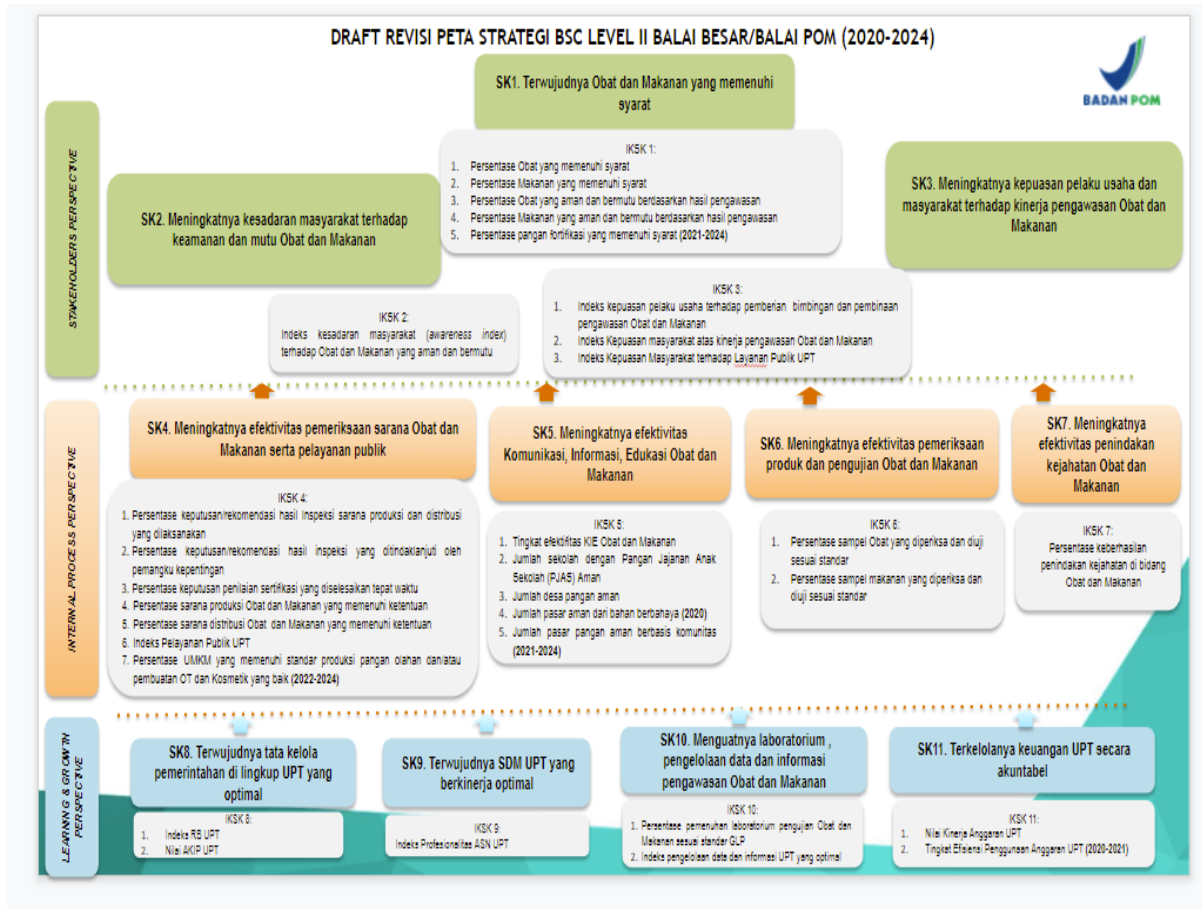 DRAFT REVISI PETA STRATEGI BSC LEVEL II BALAI BESAR/BALAI POM (2020-2024)
BADAN POM
STAKEHOLDERS PERSPECTIVE
SK1. Terwujudnya Obat dan Makanan yang memenuhi
syarat
IKSK 1:
1. Persentase Obat yang memenuhi syarat
2. Persentase Makanan yang memenuhi syarat
3. Persentase Obat yang aman dan bermutu berdasarkan hasil pengawasan
4. Persentase Makanan yang aman dan bermutu berdasarkan hasil pengawasan
5. Persentase pangan fortifikasi yang memenuhi syarat (2021-2024)
SK2. Meningkatnya kesadaran masyarakat terhadap
keamanan dan mutu Obat dan Makanan
SK3. Meningkatnya kepuasan pelaku usaha dan
masyarakat terhadap kinerja pengawasan Obat dan
Makanan
IKSK 2:
Indeks kesadaran masyarakat (awareness index)
terhadap Obat dan Makanan yang aman dan bermutu
IKSK 3:
1. Indeks kepuasan pelaku usaha terhadap pemberian bimbingan dan pembinaan
pengawasan Obat dan Makanan
2. Indeks Kepuasan masyarakat atas kinerja pengawasan Obat dan Makanan
3. Indeks Kepuasan Masyarakat terhadap Layanan Publik UPT
INTERNAL PROCESS PERSPECTIVE
SK4. Meningkatnya efektivitas pemeriksaan sarana Obat dan
Makanan serta pelayanan publik
IKSK 4:
1. Persentase keputusan/rekomendasi hasil Inspeksi sarana produksi dan distribusi
yang dilaksanakan
2. Persentase keputusan/rekomendasi hasil inspeksi yang ditindaklanjuti oleh
pemangku kepentingan
3. Persentase keputusan penilaian sertifikasi yang diselesaikan tepat waktu
4. Persentase sarana produksi Obat dan Makanan yang memenuhi ketentuan
5. Persentase sarana distribusi Obat dan Makanan yang memenuhi ketentuan
6. Indeks Pelayanan Publik UPT
7. Persentase UMKM yang memenuhi standar produksi pangan olahan dan/atau
pembuatan OT dan Kosmetik yang baik (2022-2024)
SK5. Meningkatnya efektivitas
Komunikasi, Informasi, Edukasi Obat dan
Makanan
IKSK 5:
1. Tingkat efektifitas KIE Obat dan Makanan
2. Jumlah sekolah dengan Pangan Jajanan Anak
Sekolah (PJAS) Aman
3. Jumlah desa pangan aman
4. Jumlah pasar aman dari bahan berbahaya (2020)
5. Jumlah pasar pangan aman berbasis komunitas
(2021-2024)
SK6. Meningkatnya efektivitas pemeriksaan
produk dan pengujian Obat dan Makanan
IKSK 6:
1. Persentase sampel Obat yang diperiksa dan diuji
sesuai standar
2. Persentase sampel makanan yang diperiksa dan
diuji sesuai standar
SK7. Meningkatnya
efektivitas penindakan
kejahatan Obat dan
Makanan
IKSK 7:
Persentase keberhasilan
penindakan kejahatan di bidang
Obat dan Makanan
LEARNING & GROWTH
PERSPECTIVE
SK8. Terwujudnya tata kelola
pemerintahan di lingkup UPT yang
optimal
IKSK 8:
1. Indeks RB UPT
2. Nilai AKIP UPT
SK9. Terwujudnya SDM UPT yang
berkinerja optimal
IKSK 9:
Indeks Profesionalitas ASN UPT
SK10. Menguatnya laboratorium ,
pengelolaan data dan informasi
pengawasan Obat dan Makanan
IKSK 10:
1. Persentase pemenuhan laboratorium pengujian Obat dan
Makanan sesuai standar GLP
2. Indeks pengelolaan data dan informasi UPT yang optimal
SK11. Terkelolanya keuangan UPT secara
akuntabel
IKSK 11:
1. Nilai Kinerja Anggaran UPT
2. Tingkat Efisiensi Penggunaan Anggaran UPT (2020-2021)